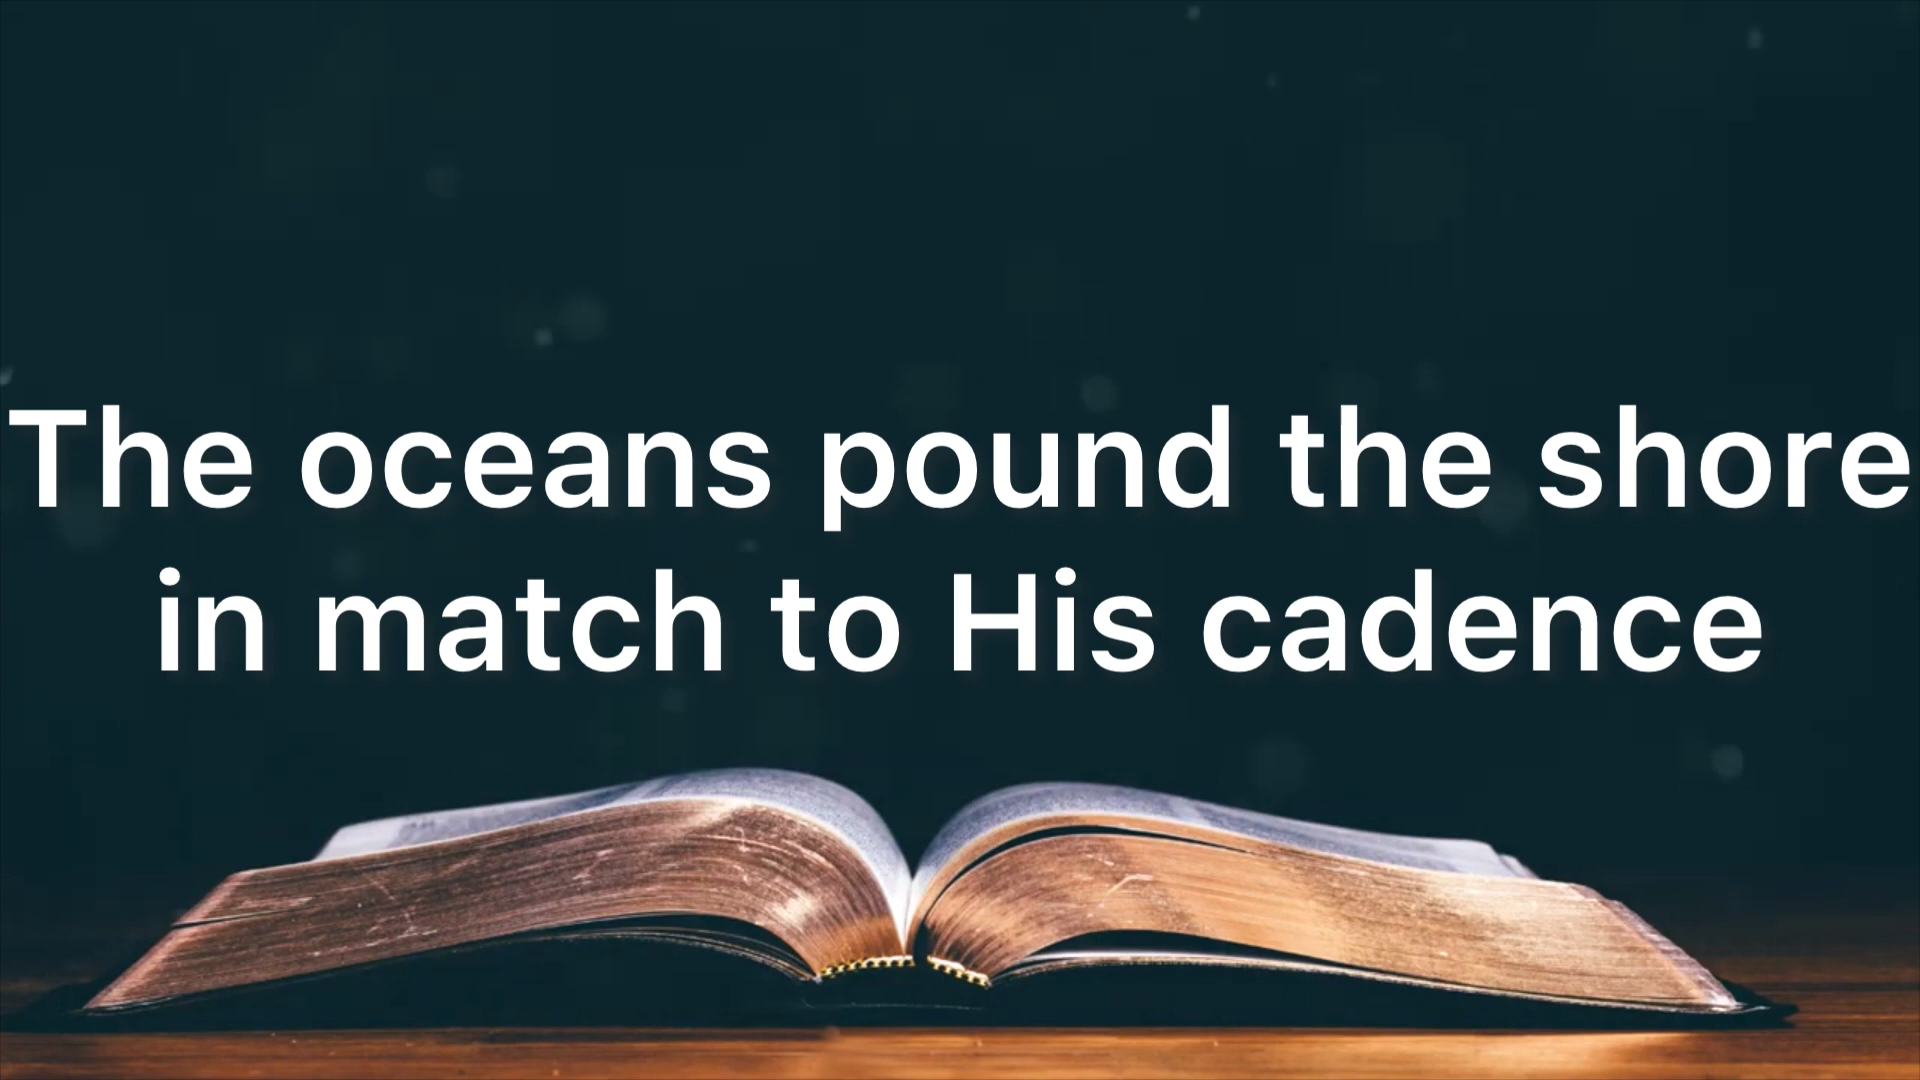 The oceans pound the shore
in match to His cadence